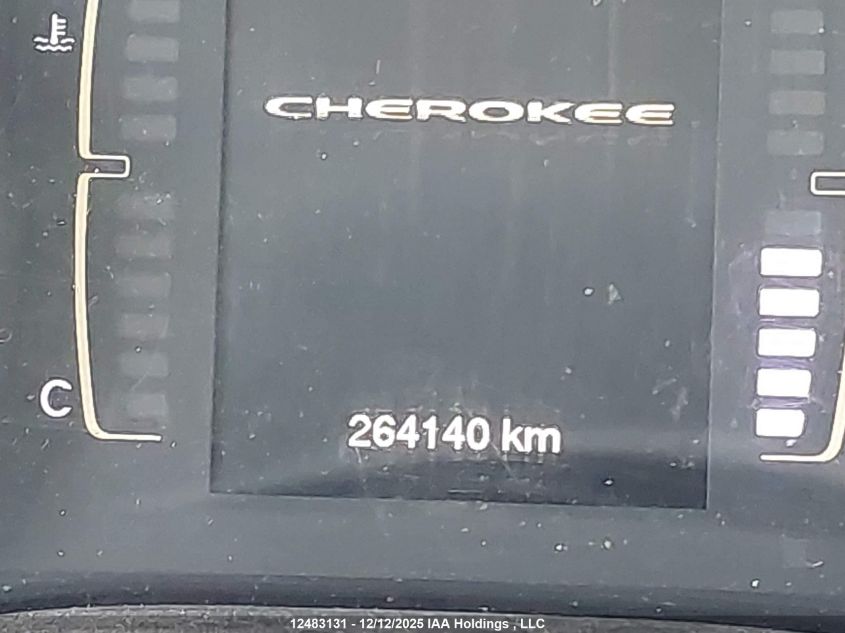 CHEROKEE
C
264140 km
12483131 - 12/12/2025 IAA Holdings , LLC